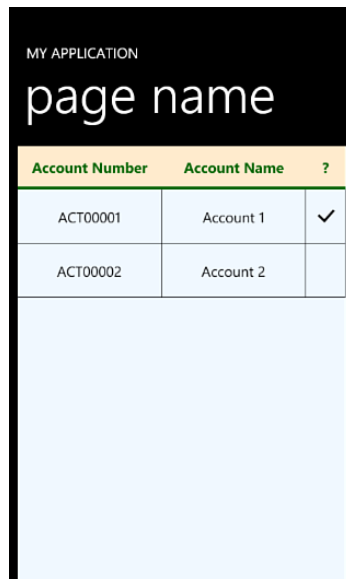 MY APPLICATION
page name
Account Number Account Name ?
ACT00001 Account 1 ✓
ACT00002 Account 2